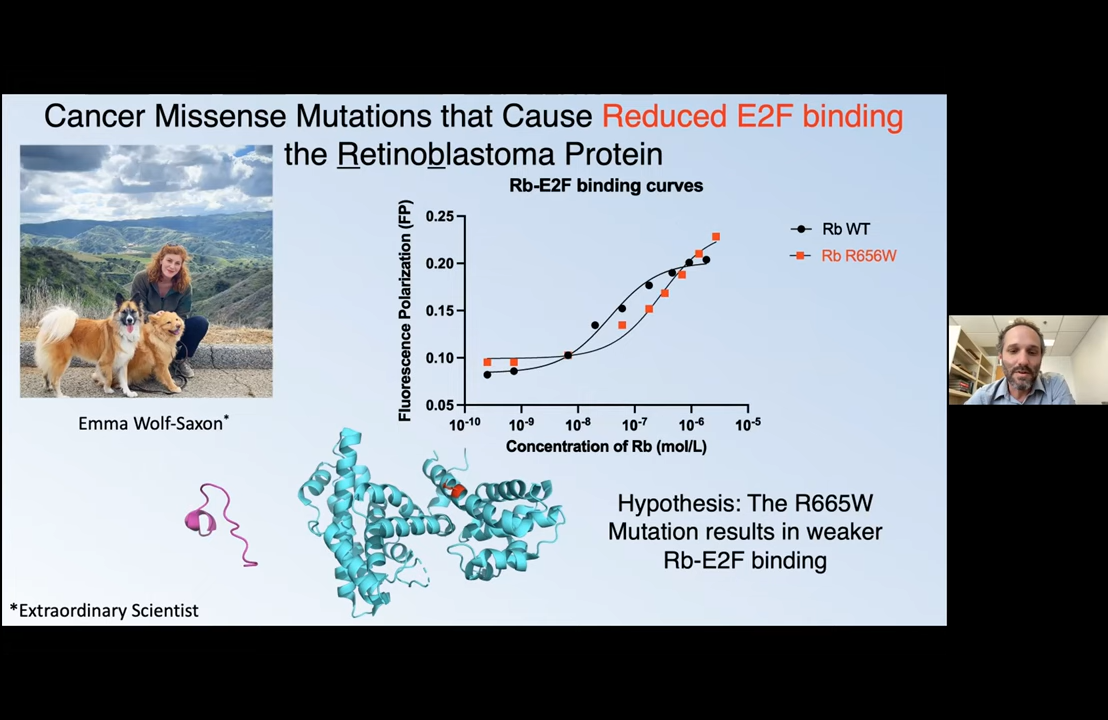 Cancer Missense Mutations that Cause Reduced E2F binding
the Retinoblastoma Protein
Rb-E2F binding curves
Fluorescence Polarization (FP)
0.25
0.20
0.15
0.10
0.05
10-10
10-9
10-8
10-7
10-6
10-5
Concentration of Rb (mol/L)
Rb WT
Rb R656W
Emma Wolf-Saxon*
Hypothesis: The R665W
Mutation results in weaker
Rb-E2F binding
*Extraordinary Scientist